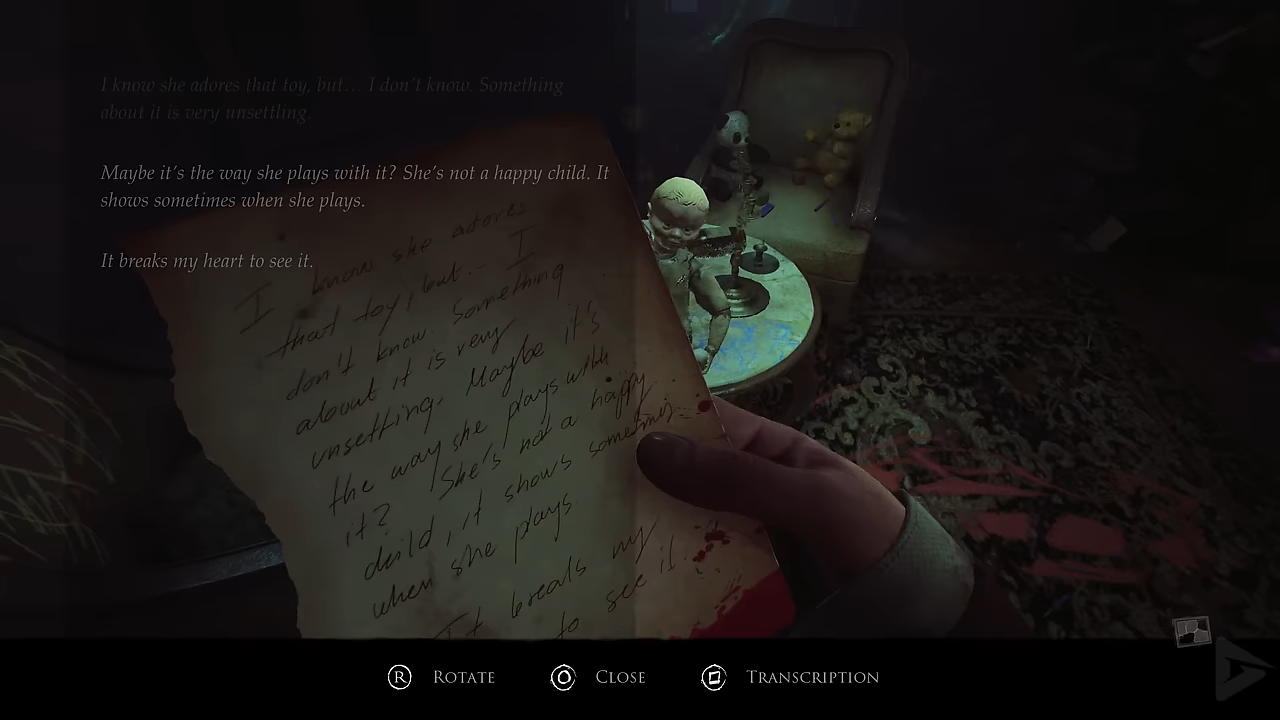 I know she adores that toy, but... I don't know. Something
about it is very unsettling.
Maybe it's the way she plays with it? She's not a happy child. It
shows sometimes when she plays.
It breaks my heart to see it.
I know she adores
that toy, but... I
don't know. Something
about it is very
unsettling. Maybe it's
the way she plays with
it? She's not a happy
child, it shows sometimes
when she plays.
It breaks my
to see it.
R ROTATE CLOSE TRANSCRIPTION